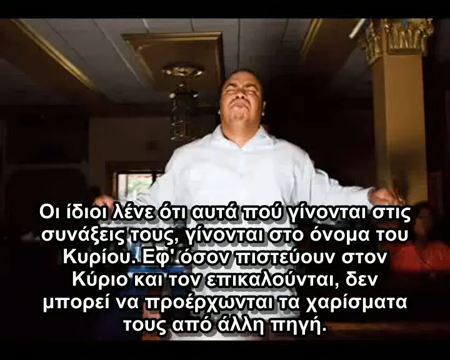 Οι ίδιοι λένε ότι αυτά πού γίνονται στις
συνάξεις τους, γίνονται στο όνομα του
Κυρίου. Εφ' όσον πιστεύουν στον
Κύριο και τον επικαλούνται, δεν
μπορεί να προέρχωνται τα χαρίσματα
τους από άλλη πηγή.